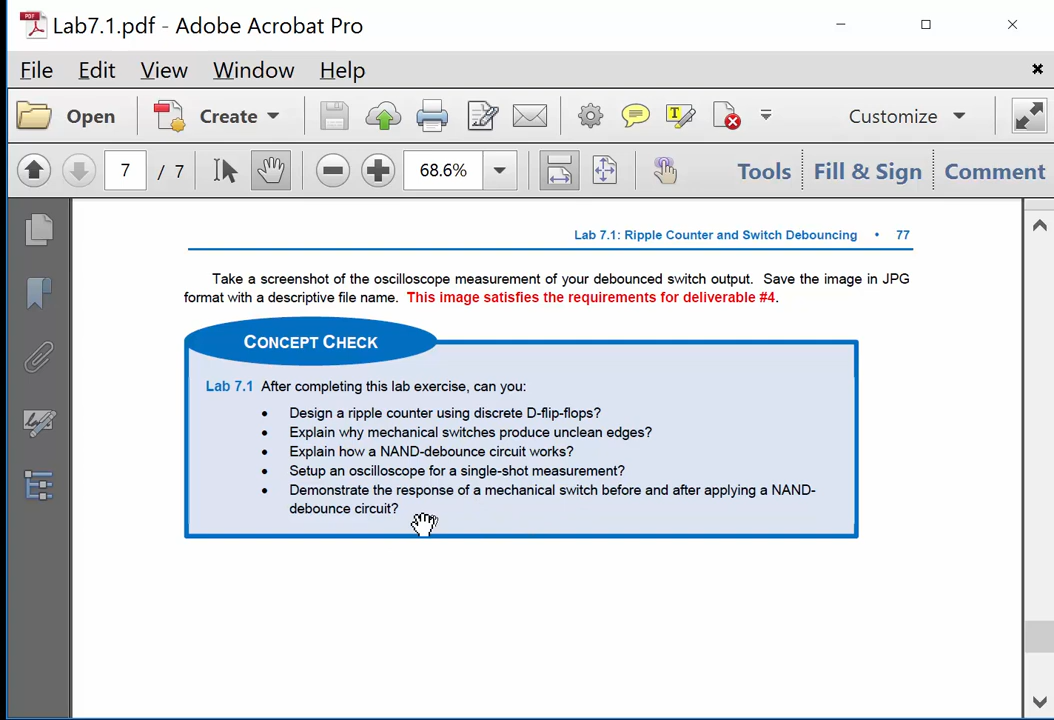 Lab7.1.pdf - Adobe Acrobat Pro
File Edit View Window Help
Open Create Customize
7 / 7 68.6% Tools Fill & Sign Comment
Lab 7.1: Ripple Counter and Switch Debouncing • 77
Take a screenshot of the oscilloscope measurement of your debounced switch output. Save the image in JPG
format with a descriptive file name. This image satisfies the requirements for deliverable #4.
CONCEPT CHECK
Lab 7.1 After completing this lab exercise, can you:
• Design a ripple counter using discrete D-flip-flops?
• Explain why mechanical switches produce unclean edges?
• Explain how a NAND-debounce circuit works?
• Setup an oscilloscope for a single-shot measurement?
• Demonstrate the response of a mechanical switch before and after applying a NAND-
debounce circuit?